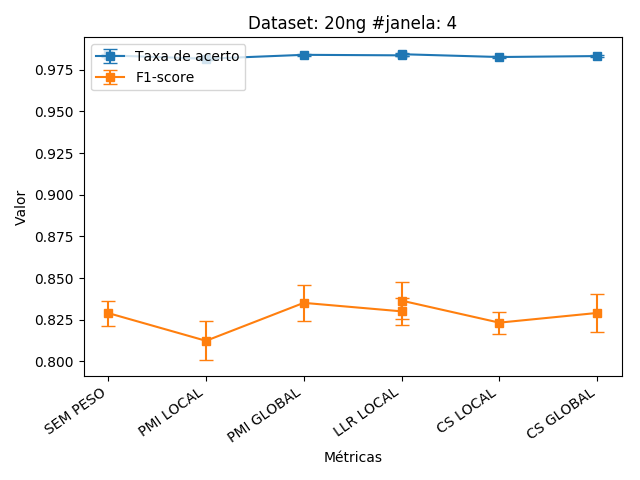 Dataset: 20ng #janela: 4
Taxa de acerto
F1-score
Valor
0.975
0.950
0.925
0.900
0.875
0.850
0.825
0.800
SEM PESO
PMI LOCAL
PMI GLOBAL
LLR LOCAL
CS LOCAL
CS GLOBAL
Métricas